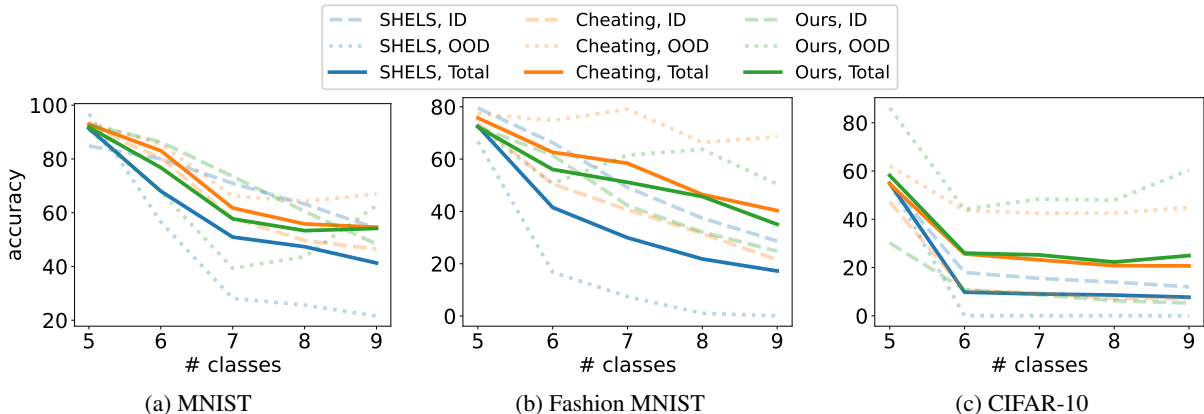 SHELS, ID Cheating, ID Ours, ID
SHELS, OOD Cheating, OOD Ours, OOD
SHELS, Total Cheating, Total Ours, Total
accuracy
100
80
60
40
20
5 6 7 8 9
# classes
(a) MNIST
80
60
40
20
0
5 6 7 8 9
# classes
(b) Fashion MNIST
80
60
40
20
0
5 6 7 8 9
# classes
(c) CIFAR-10